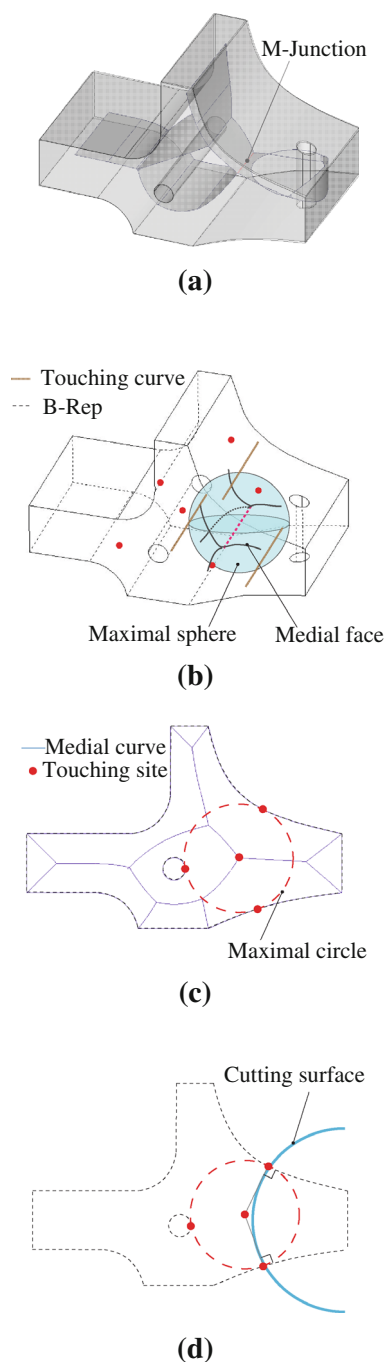 M-Junction
(a)
Touching curve
B-Rep
Maximal sphere
Medial face
(b)
Medial curve
Touching site
Maximal circle
(c)
Cutting surface
(d)